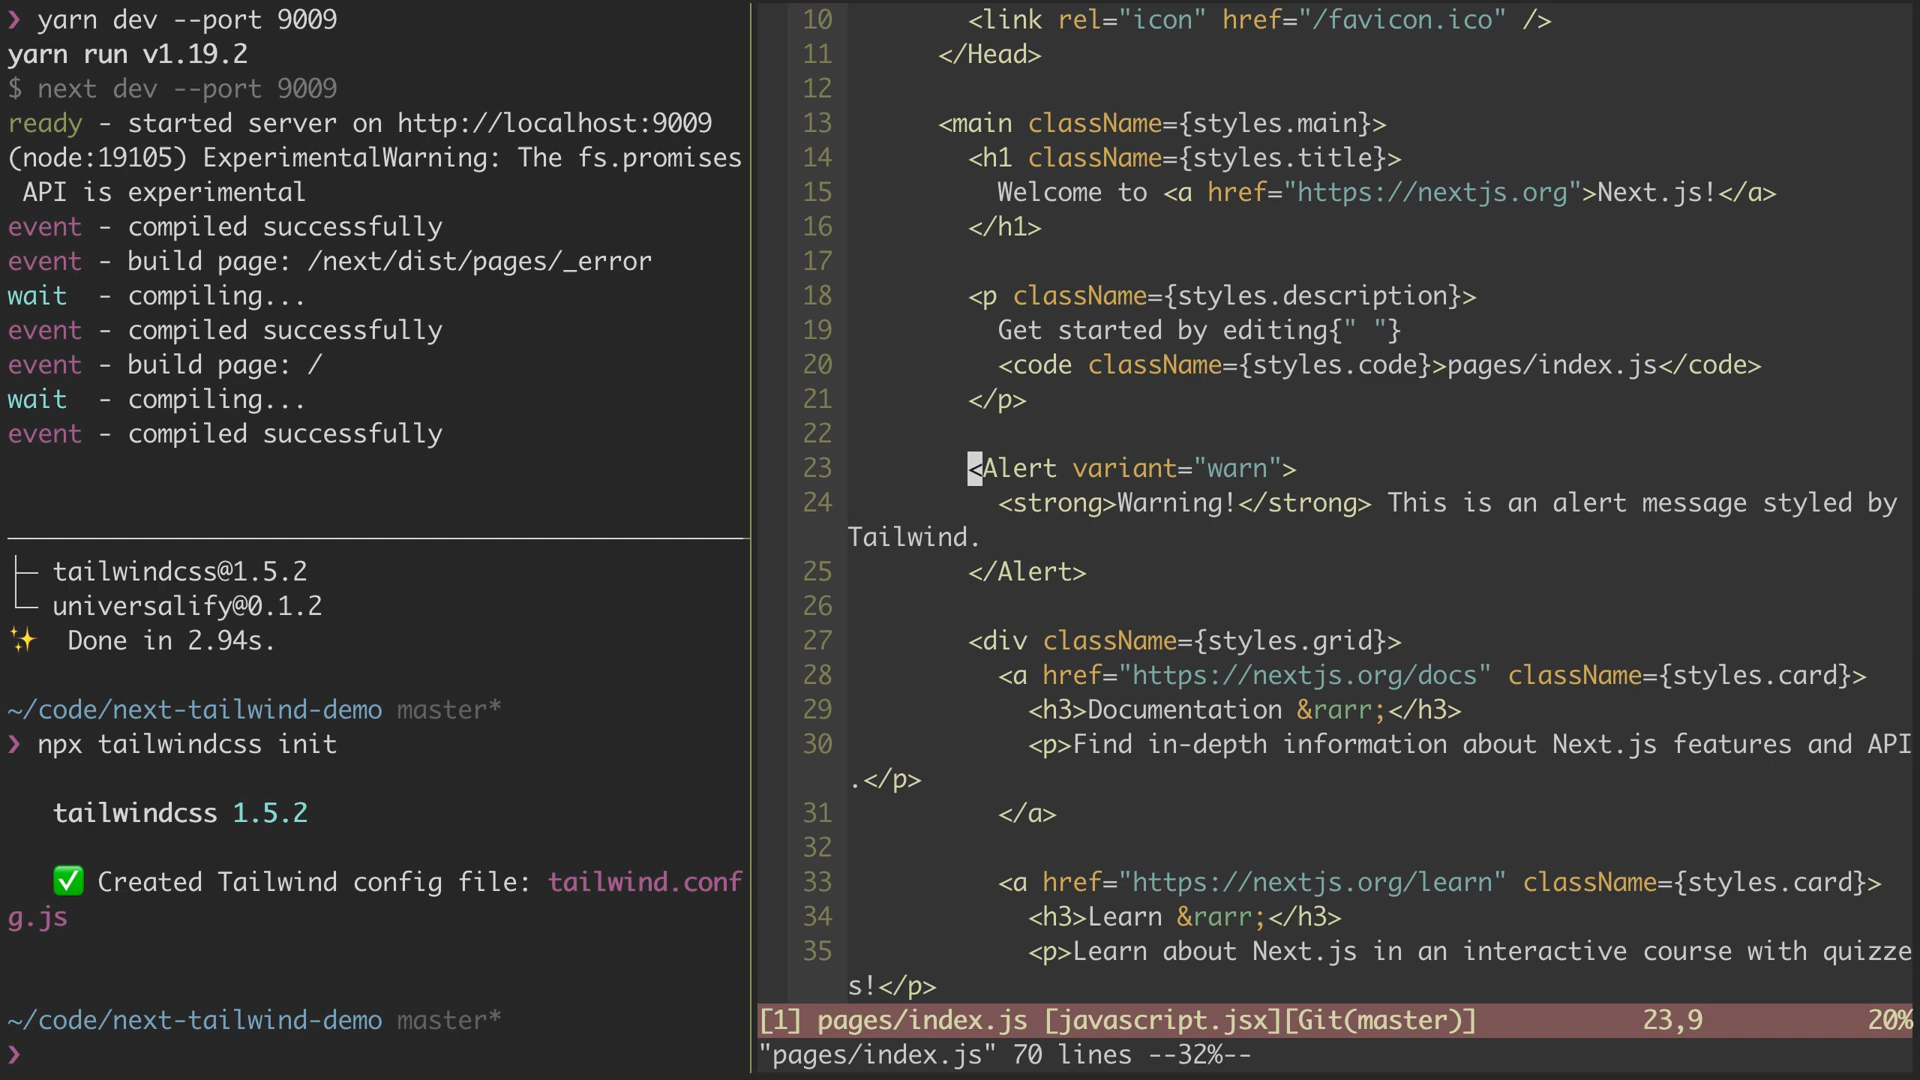 ❯ yarn dev --port 9009
yarn run v1.19.2
$ next dev --port 9009
ready - started server on http://localhost:9009
(node:19105) ExperimentalWarning: The fs.promises
 API is experimental
event - compiled successfully
event - build page: /next/dist/pages/_error
wait  - compiling...
event - compiled successfully
event - build page: /
wait  - compiling...
event - compiled successfully
├─ tailwindcss@1.5.2
└─ universalify@0.1.2
✨  Done in 2.94s.
~/code/next-tailwind-demo master*
❯ npx tailwindcss init
tailwindcss 1.5.2
✅ Created Tailwind config file: tailwind.conf
g.js
~/code/next-tailwind-demo master*
❯
10         <link rel="icon" href="/favicon.ico" />
11       </Head>
12
13       <main className={styles.main}>
14         <h1 className={styles.title}>
15           Welcome to <a href="https://nextjs.org">Next.js!</a>
16         </h1>
17
18         <p className={styles.description}>
19           Get started by editing{" "}
20           <code className={styles.code}>pages/index.js</code>
21         </p>
22
23         <Alert variant="warn">
24           <strong>Warning!</strong> This is an alert message styled by
Tailwind.
25         </Alert>
26
27         <div className={styles.grid}>
28           <a href="https://nextjs.org/docs" className={styles.card}>
29             <h3>Documentation &rarr;</h3>
30             <p>Find in-depth information about Next.js features and API
.</p>
31           </a>
32
33           <a href="https://nextjs.org/learn" className={styles.card}>
34             <h3>Learn &rarr;</h3>
35             <p>Learn about Next.js in an interactive course with quizze
s!</p>
[1] pages/index.js [javascript.jsx][Git(master)] 23,9 20%
"pages/index.js" 70 lines --32%--